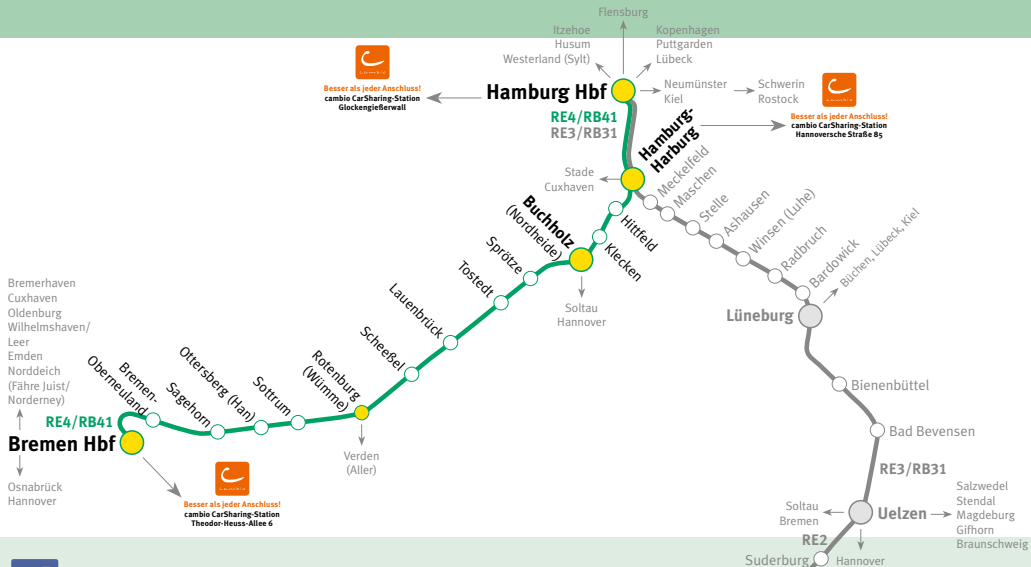 Flensburg
Itzehoe
Husum
Westerland (Sylt)
Kopenhagen
Puttgarden
Lübeck
Besser als jeder Anschluss!
cambio CarSharing-Station
Glockengießerwall
Hamburg Hbf
Neumünster
Kiel
Schwerin
Rostock
Besser als jeder Anschluss!
cambio CarSharing-Station
Hannoversche Straße 85
RE4/RB41
RE3/RB31
Hamburg-
Harburg
Stade
Cuxhaven
Meckelfeld
Maschen
Stelle
Ashausen
Winsen (Luhe)
Radbruch
Bardowick
Büchen, Lübeck, Kiel
Hittfeld
Klecken
Buchholz
(Nordheide)
Soltau
Hannover
Sprötze
Tostedt
Lauenbrück
Scheeßel
Rotenburg
(Wümme)
Verden
(Aller)
Sottrum
Ottersberg (Han)
Sagehorn
Bremen-
Oberneuland
Bremerhaven
Cuxhaven
Oldenburg
Wilhelmshaven/
Leer
Emden
Norddeich
(Fähre Juist/
Norderney)
RE4/RB41
Bremen Hbf
Osnabrück
Hannover
Besser als jeder Anschluss!
cambio CarSharing-Station
Theodor-Heuss-Allee 6
Lüneburg
Bienenbüttel
Bad Bevensen
RE3/RB31
Soltau
Bremen
Uelzen
Salzwedel
Stendal
Magdeburg
Gifhorn
Braunschweig
RE2
Suderburg
Hannover